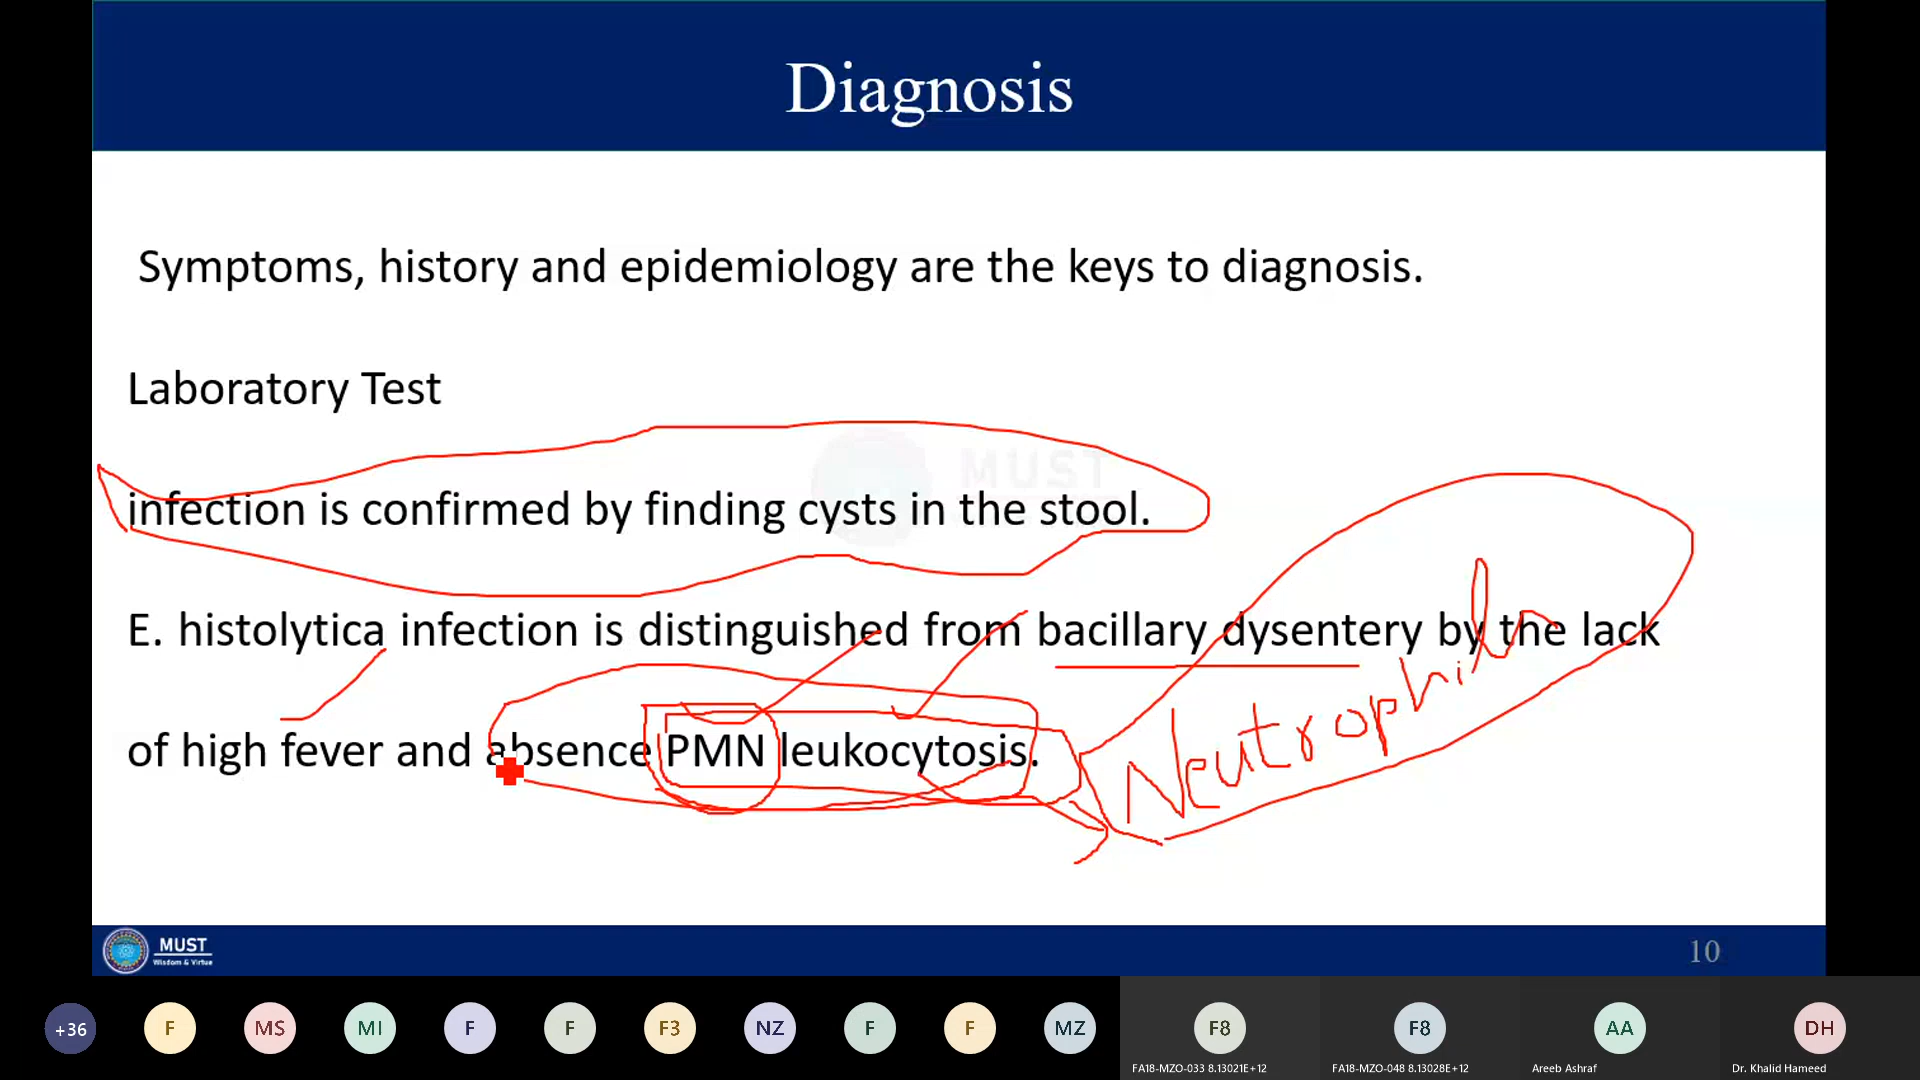 Diagnosis
Symptoms, history and epidemiology are the keys to diagnosis.
Laboratory Test
MUST
infection is confirmed by finding cysts in the stool.
E. histolytica infection is distinguished from bacillary dysentery by the lack
of high fever and absence PMN leukocytosis.
Neutrophils
MUST
Wisdom & Virtue
10
+36
F
MS
MI
F
F
F3
NZ
F
F
MZ
F8
F8
AA
DH
FA18-MZO-033 8.13021E+12
FA18-MZO-048 8.13028E+12
Areeb Ashraf
Dr. Khalid Hameed